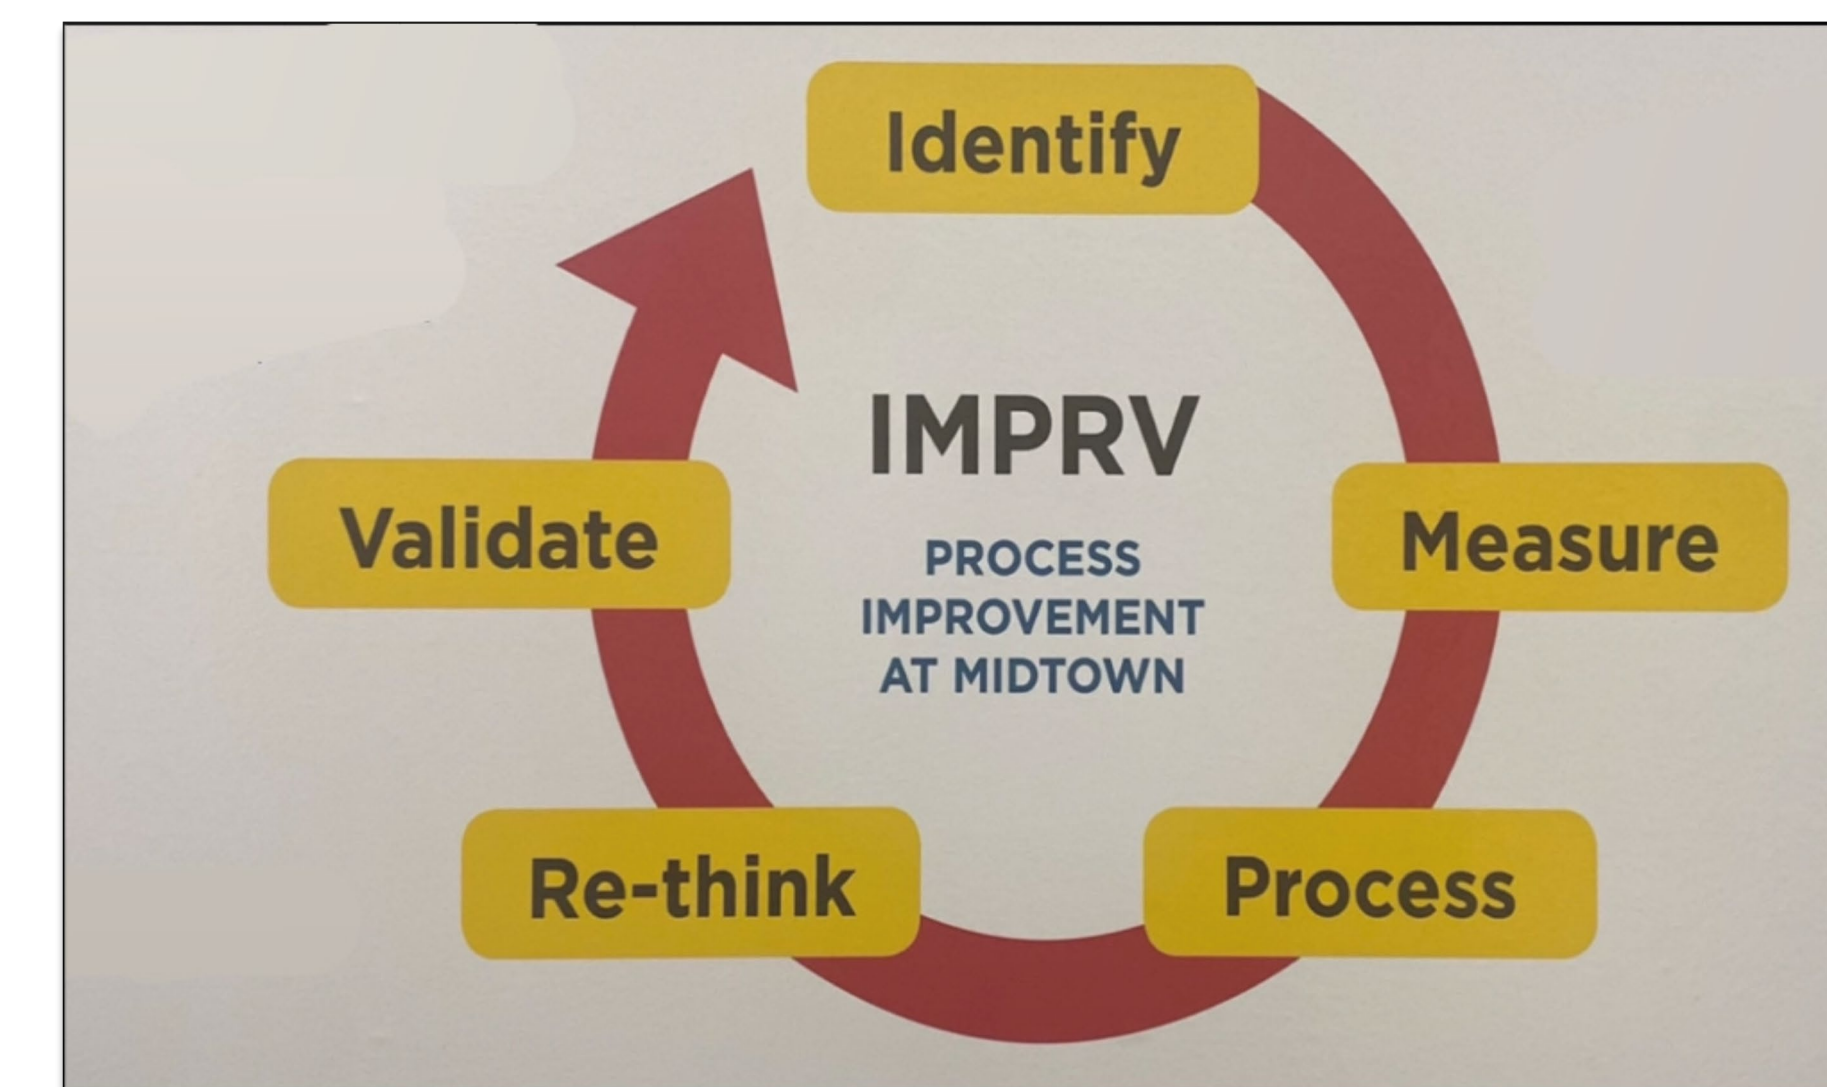 Identify
IMPRV
PROCESS
IMPROVEMENT
AT MIDTOWN
Measure
Process
Re-think
Validate